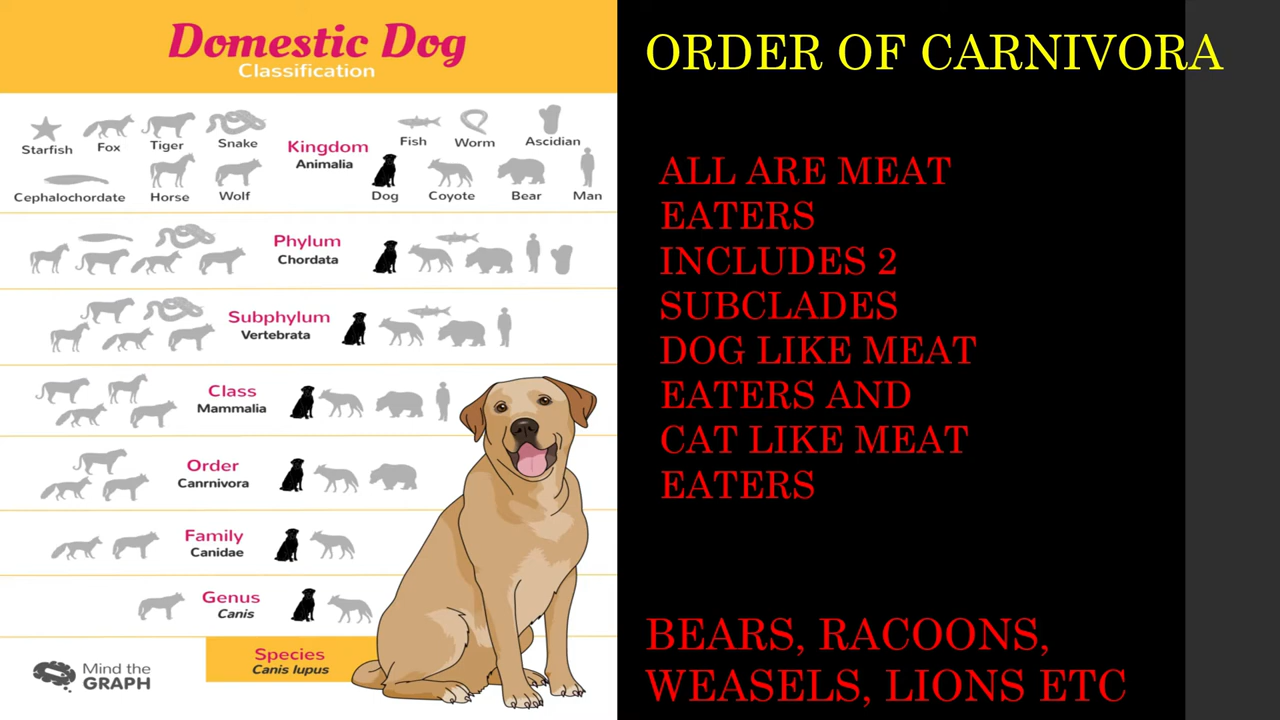 Domestic Dog
Classification
Starfish
Fox
Tiger
Snake
Kingdom
Animalia
Fish
Worm
Ascidian
Cephalochordate
Horse
Wolf
Dog
Coyote
Bear
Man
Phylum
Chordata
Subphylum
Vertebrata
Class
Mammalia
Order
Canrnivora
Family
Canidae
Genus
Canis
Species
Canis lupus
Mind the
GRAPH
ORDER OF CARNIVORA
ALL ARE MEAT
EATERS
INCLUDES 2
SUBCLADES
DOG LIKE MEAT
EATERS AND
CAT LIKE MEAT
EATERS
BEARS, RACOONS,
WEASELS, LIONS ETC